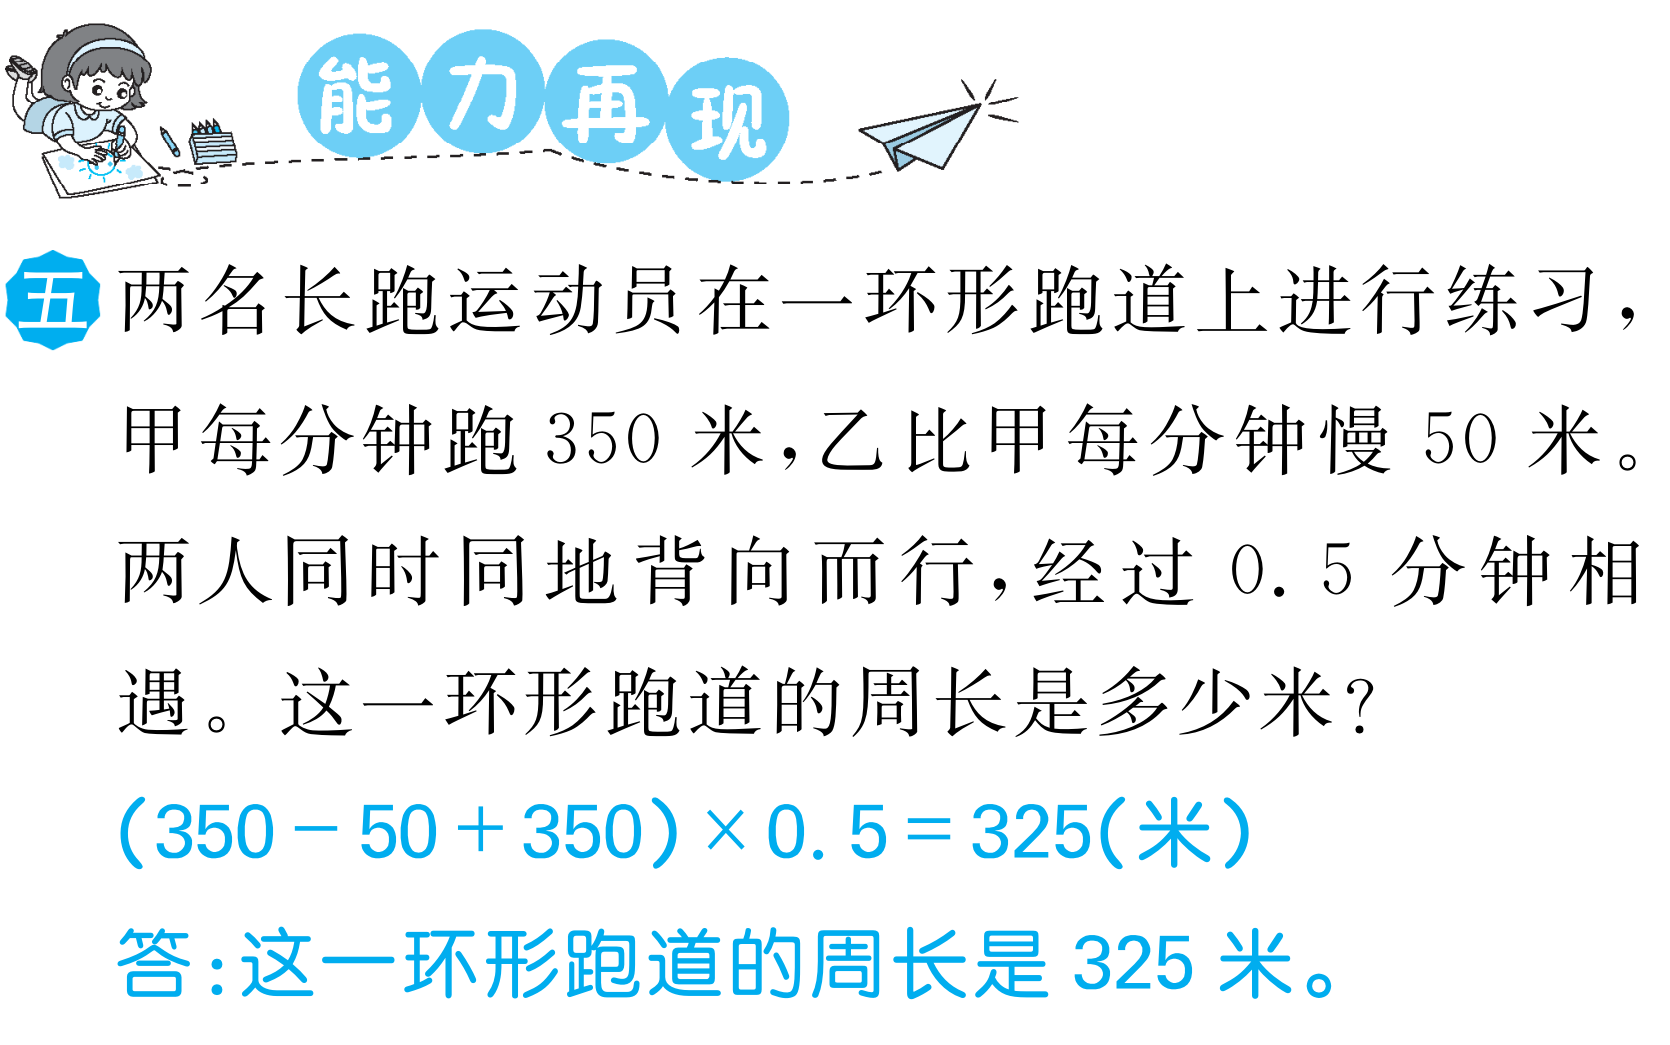 能力再现
五 两名长跑运动员在一环形跑道上进行练习，
甲每分钟跑 350 米，乙比甲每分钟慢 50 米。
两人同时同地背向而行，经过 0.5 分钟相
遇。这一环形跑道的周长是多少米？
(350－50＋350)×0.5＝325(米)
答：这一环形跑道的周长是 325 米。